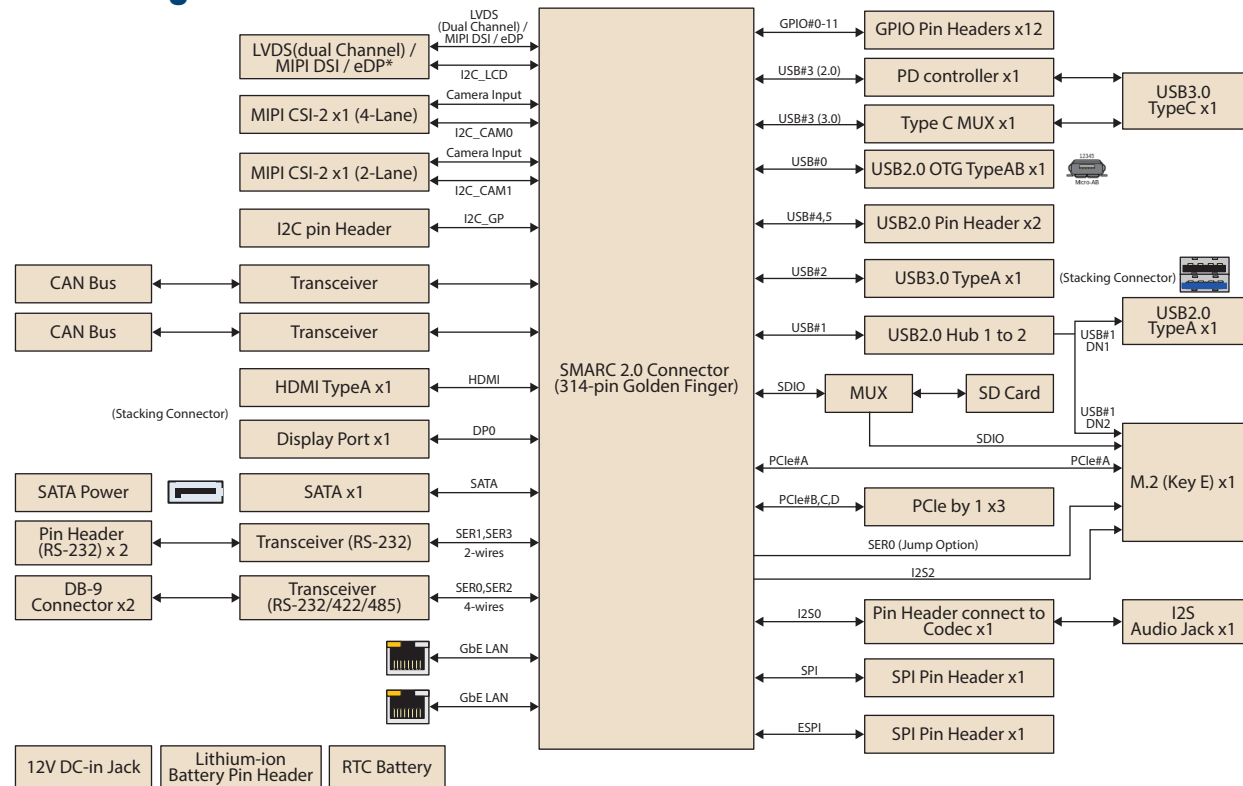 LVDS
(Dual Channel) /
MIPI DSI / eDP
LVDS(dual Channel) /
MIPI DSI / eDP*
I2C_LCD
Camera Input
MIPI CSI-2 x1 (4-Lane)
I2C_CAM0
Camera Input
MIPI CSI-2 x1 (2-Lane)
I2C_CAM1
I2C pin Header
I2C_GP
CAN Bus
Transceiver
CAN Bus
Transceiver
HDMI TypeA x1
HDMI
(Stacking Connector)
Display Port x1
DP0
SATA Power
SATA x1
SATA
Pin Header
(RS-232) x 2
Transceiver (RS-232)
SER1,SER3
2-wires
DB-9
Connector x2
Transceiver
(RS-232/422/485)
SER0,SER2
4-wires
GbE LAN
GbE LAN
12V DC-in Jack
Lithium-ion
Battery Pin Header
RTC Battery
SMARC 2.0 Connector
(314-pin Golden Finger)
GPIO#0-11
GPIO Pin Headers x12
USB#3 (2.0)
PD controller x1
USB3.0
TypeC x1
USB#3 (3.0)
Type C MUX x1
USB#0
USB2.0 OTG TypeAB x1
12345
Micro-AB
USB#4,5
USB2.0 Pin Header x2
USB#2
USB3.0 TypeA x1
(Stacking Connector)
USB#1
USB2.0 Hub 1 to 2
USB#1
DN1
USB2.0
TypeA x1
SDIO
MUX
SD Card
USB#1
DN2
SDIO
PCIe#A
PCIe#A
M.2 (Key E) x1
PCIe#B,C,D
PCIe by 1 x3
SER0 (Jump Option)
I2S2
I2S0
Pin Header connect to
Codec x1
I2S
Audio Jack x1
SPI
SPI Pin Header x1
ESPI
SPI Pin Header x1